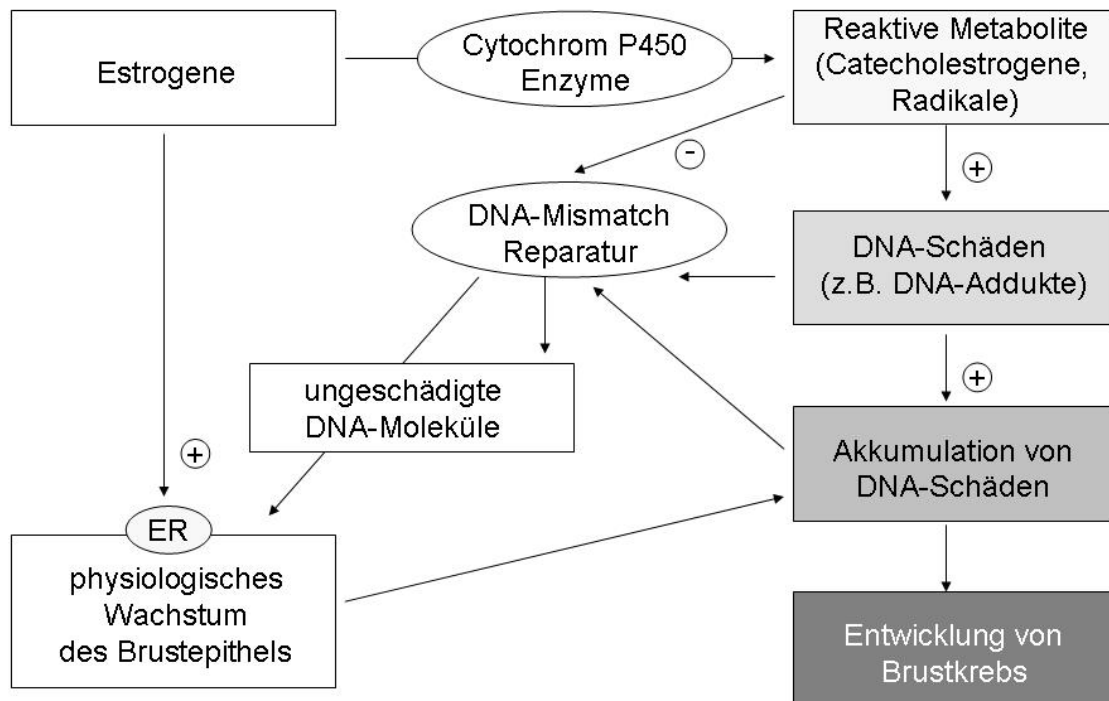 Estrogene
Cytochrom P450
Enzyme
Reaktive Metabolite
(Catecholestrogene,
Radikale)
-
+
DNA-Mismatch
Reparatur
DNA-Schäden
(z.B. DNA-Addukte)
+
ungeschädigte
DNA-Moleküle
+
Akkumulation von
DNA-Schäden
ER
physiologisches
Wachstum
des Brustepithels
Entwicklung von
Brustkrebs